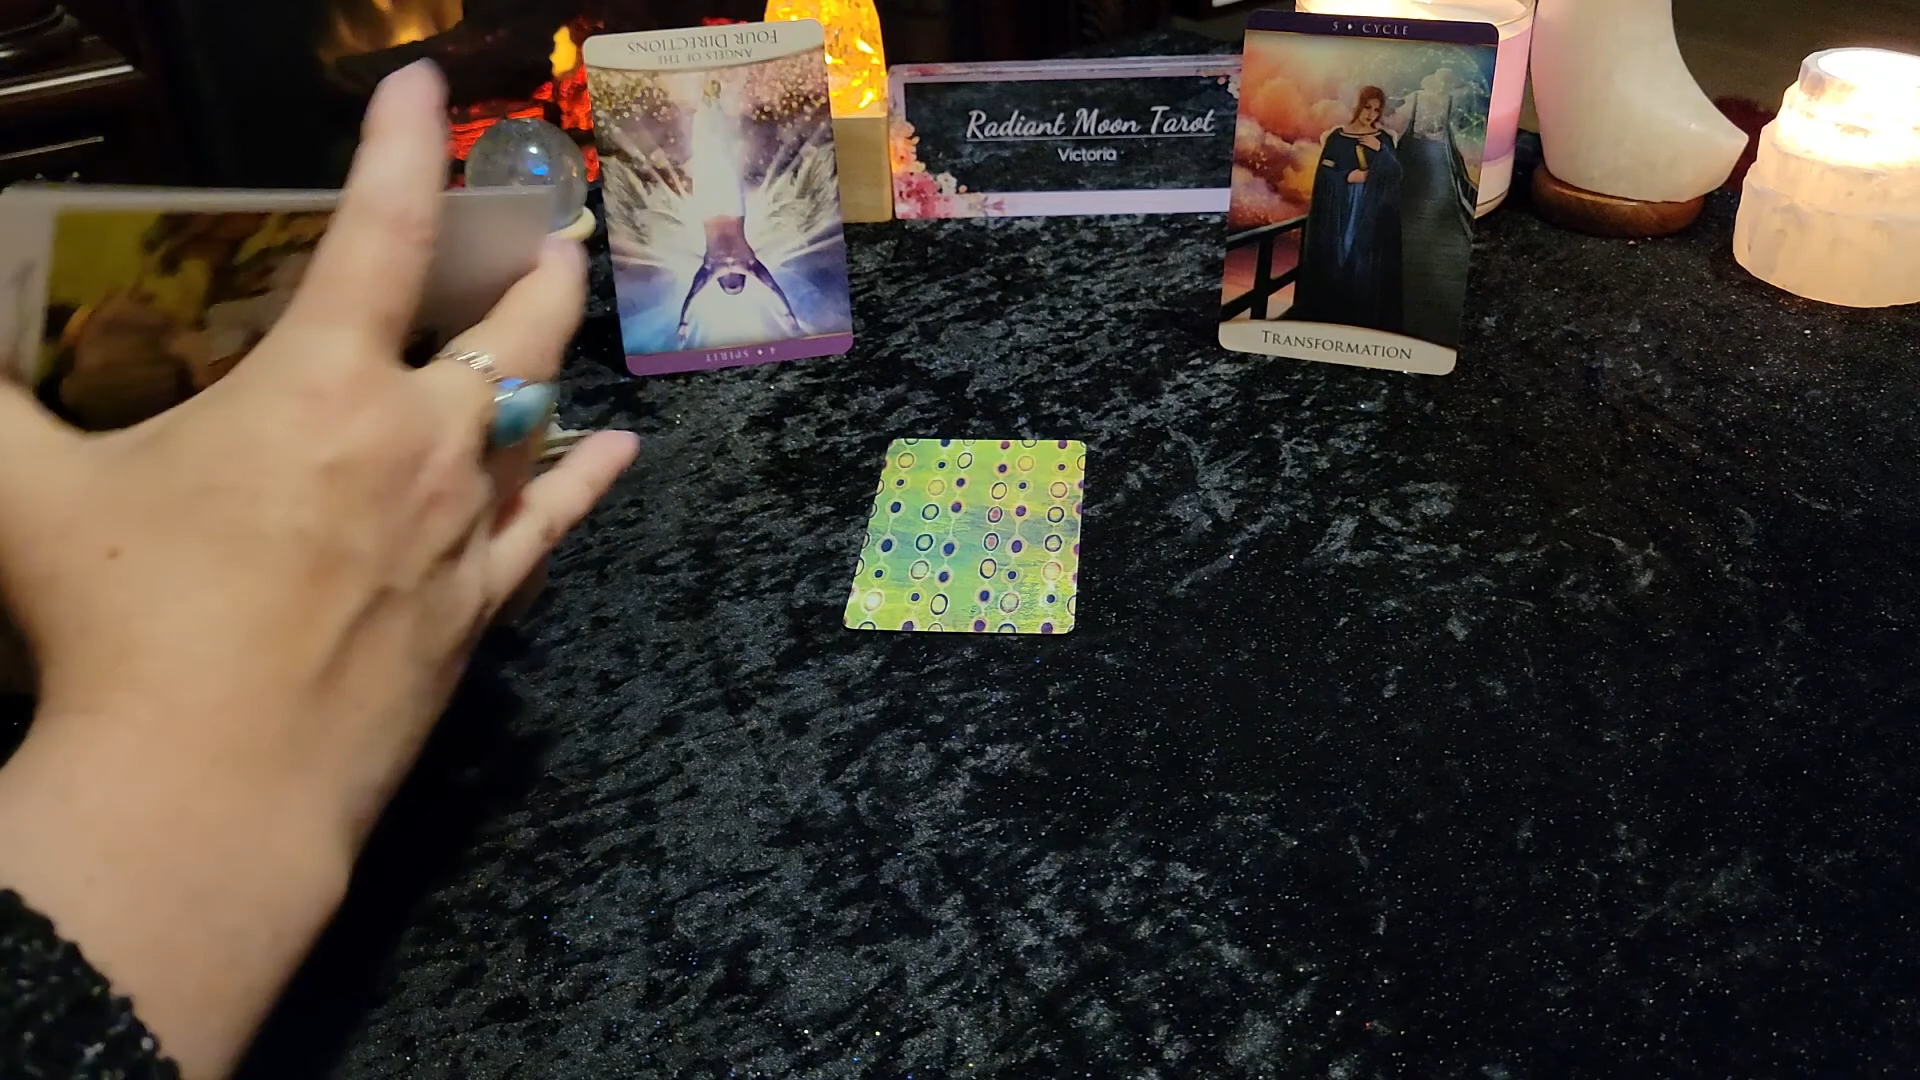 ANGELS OF THE
FOUR DIRECTIONS
4 ♦ SPIRIT
Radiant Moon Tarot
Victoria
5 ♦ CYCLE
TRANSFORMATION